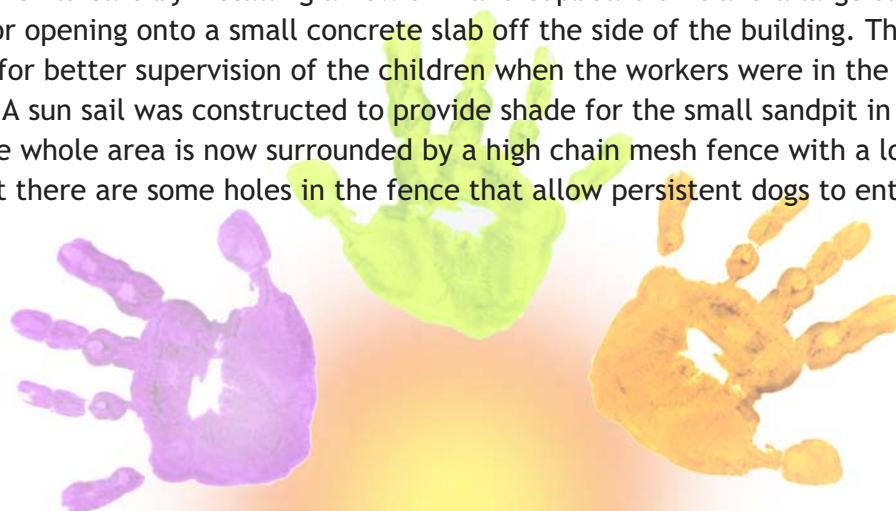 or opening onto a small concrete slab off the side of the building. Th
for better supervision of the children when the workers were in the
A sun sail was constructed to provide shade for the small sandpit in
e whole area is now surrounded by a high chain mesh fence with a lo
t there are some holes in the fence that allow persistent dogs to ent